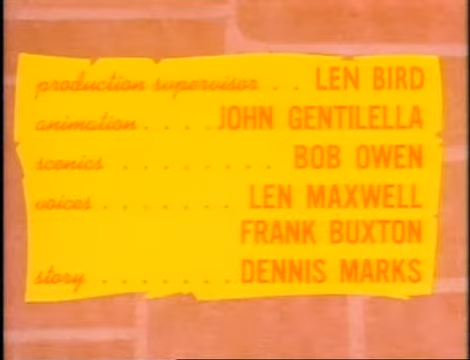 production supervisor . . LEN BIRD
animation . . . . JOHN GENTILELLA
scenics . . . . . . . . BOB OWEN
voices . . . . . . . LEN MAXWELL
FRANK BUXTON
story . . . . . . . DENNIS MARKS